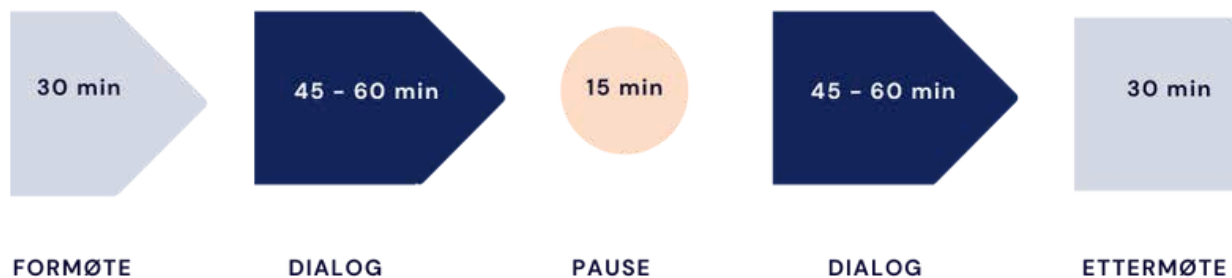 30 min
45 – 60 min
15 min
45 – 60 min
30 min
FORMØTE
DIALOG
PAUSE
DIALOG
ETTERMØTE